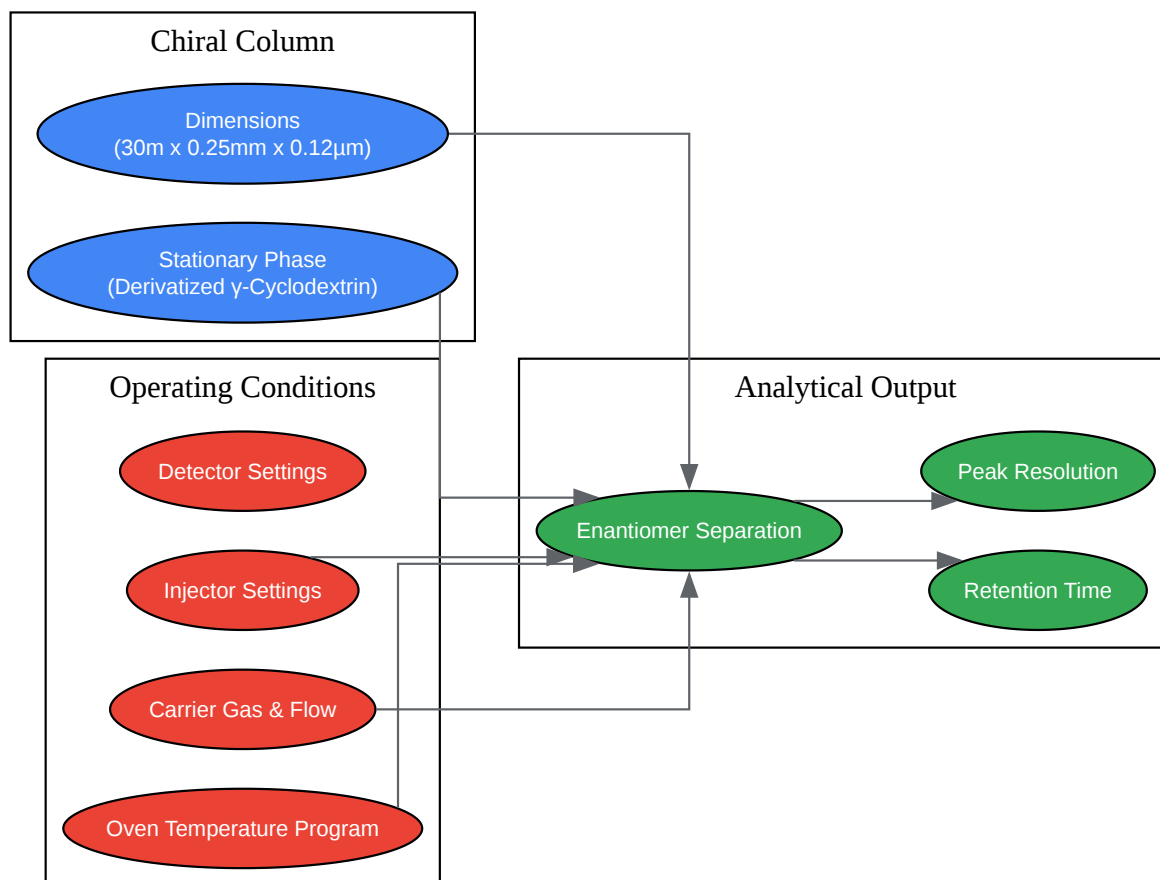 Chiral Column
Dimensions
(30m x 0.25mm x 0.12µm)
Stationary Phase
(Derivatized γ-Cyclodextrin)
Operating Conditions
Detector Settings
Injector Settings
Carrier Gas & Flow
Oven Temperature Program
Analytical Output
Enantiomer Separation
Peak Resolution
Retention Time